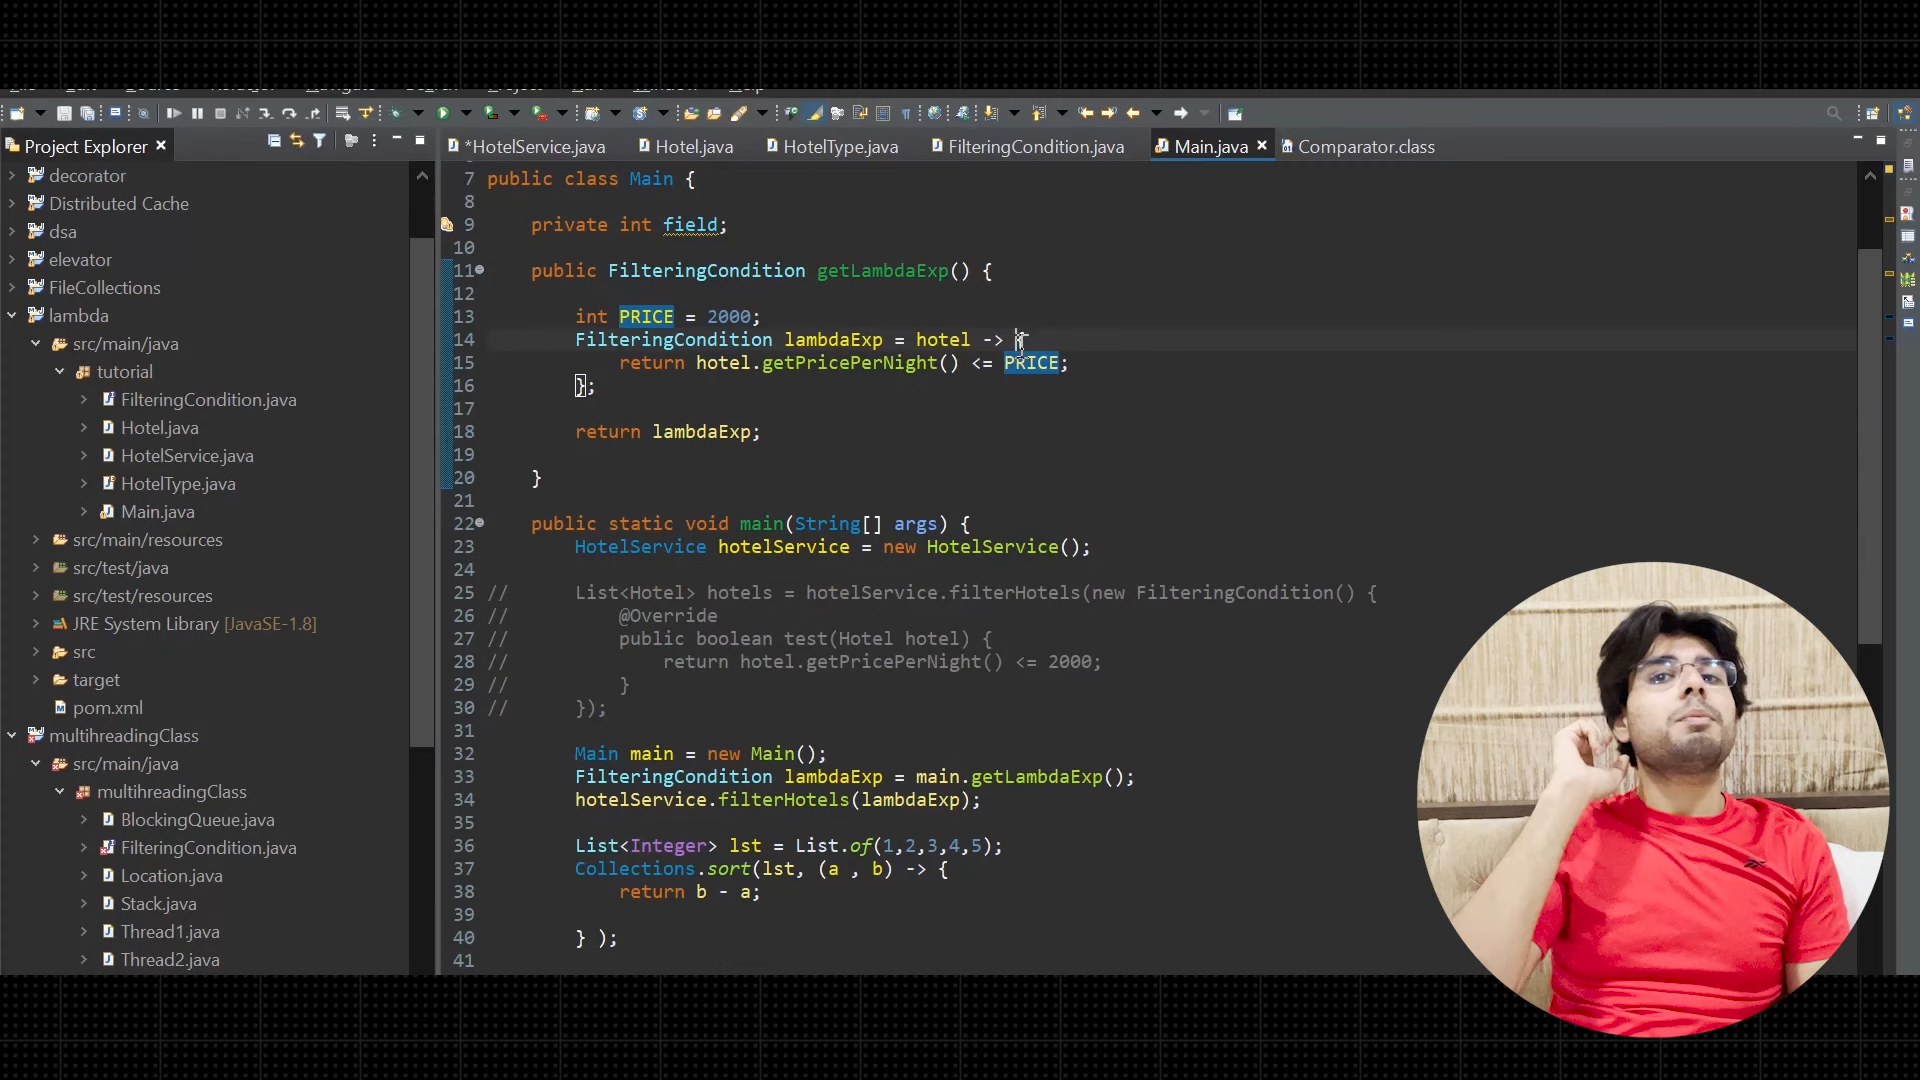 Project Explorer
*HotelService.java
Hotel.java
HotelType.java
FilteringCondition.java
Main.java
Comparator.class
decorator
Distributed Cache
dsa
elevator
FileCollections
lambda
src/main/java
tutorial
FilteringCondition.java
Hotel.java
HotelService.java
HotelType.java
Main.java
src/main/resources
src/test/java
src/test/resources
JRE System Library [JavaSE-1.8]
src
target
pom.xml
multihreadingClass
src/main/java
multihreadingClass
BlockingQueue.java
FilteringCondition.java
Location.java
Stack.java
Thread1.java
Thread2.java
7 public class Main {
8
9 private int field;
10
11 public FilteringCondition getLambdaExp() {
12
13 int PRICE = 2000;
14 FilteringCondition lambdaExp = hotel -> {
15 return hotel.getPricePerNight() <= PRICE;
16 };
17
18 return lambdaExp;
19
20 }
21
22 public static void main(String[] args) {
23 HotelService hotelService = new HotelService();
24
25 // List<Hotel> hotels = hotelService.filterHotels(new FilteringCondition() {
26 // @Override
27 // public boolean test(Hotel hotel) {
28 // return hotel.getPricePerNight() <= 2000;
29 // }
30 // });
31
32 Main main = new Main();
33 FilteringCondition lambdaExp = main.getLambdaExp();
34 hotelService.filterHotels(lambdaExp);
35
36 List<Integer> lst = List.of(1,2,3,4,5);
37 Collections.sort(lst, (a , b) -> {
38 return b - a;
39
40 } );
41